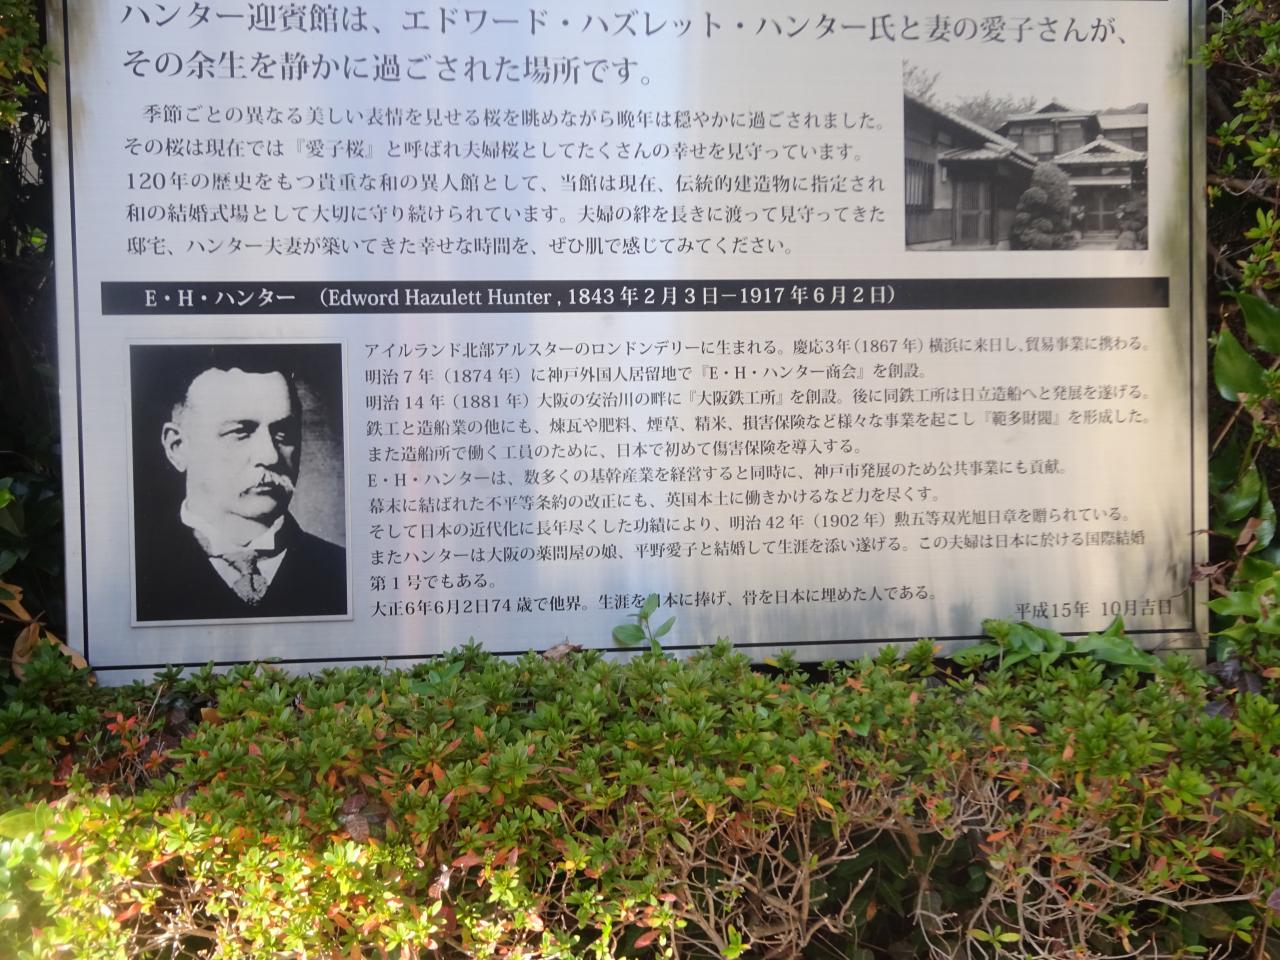 ハンター迎賓館は、エドワード・ハズレット・ハンター氏と妻の愛子さんが、
その余生を静かに過ごされた場所です。
季節ごとの異なる美しい表情を見せる桜を眺めながら晩年は穏やかに過ごされました。
その桜は現在では『愛子桜』と呼ばれ夫婦桜としてたくさんの幸せを見守っています。
120年の歴史をもつ貴重な和の異人館として、当館は現在、伝統的建造物に指定され
和の結婚式場として大切に守り続けられています。夫婦の絆を長きに渡って見守ってきた
邸宅、ハンター夫妻が築いてきた幸せな時間を、ぜひ肌で感じてみてください。
E・H・ハンター　（Edword Hazulett Hunter , 1843年2月3日－1917年6月2日）
アイルランド北部アルスターのロンドンデリーに生まれる。慶応3年（1867年）横浜に来日し、貿易事業に携わる。
明治7年（1874年）に神戸外国人居留地で『E・H・ハンター商会』を創設。
明治14年（1881年）大阪の安治川の畔に『大阪鉄工所』を創設。後に同鉄工所は日立造船へと発展を遂げる。
鉄工と造船業の他にも、煉瓦や肥料、煙草、精米、損害保険など様々な事業を起こし『範多財閥』を形成した。
また造船所で働く工員のために、日本で初めて傷害保険を導入する。
E・H・ハンターは、数多くの基幹産業を経営すると同時に、神戸市発展のため公共事業にも貢献。
幕末に結ばれた不平等条約の改正にも、英国本土に働きかけるなど力を尽くす。
そして日本の近代化に長年尽くした功績により、明治42年（1902年）勲五等双光旭日章を贈られている。
またハンターは大阪の薬問屋の娘、平野愛子と結婚して生涯を添い遂げる。この夫婦は日本に於ける国際結婚
第1号でもある。
大正6年6月2日74歳で他界。生涯を日本に捧げ、骨を日本に埋めた人である。
平成15年 10月吉日